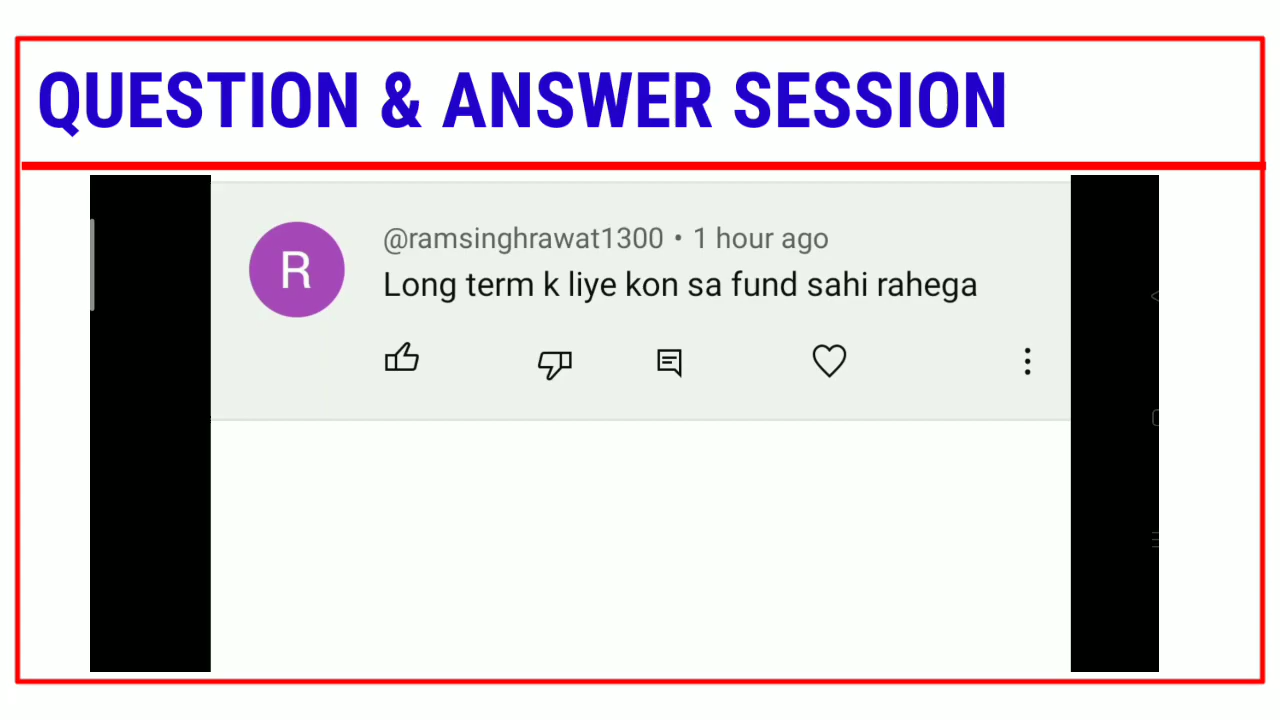 QUESTION & ANSWER SESSION
R
@ramsinghrawat1300 • 1 hour ago
Long term k liye kon sa fund sahi rahega